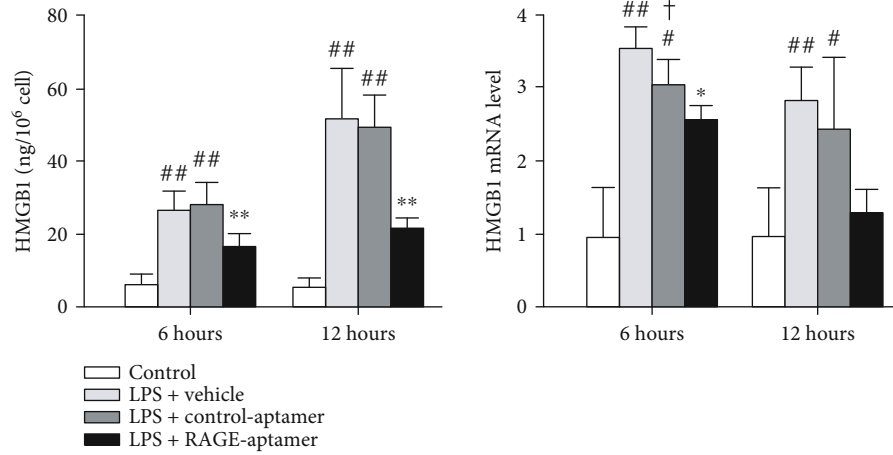 HMGB1 (ng/10⁶ cell)
80
60
40
20
0
##
##
**
##
##
**
6 hours
12 hours
HMGB1 mRNA level
4
3
2
1
0
##
†
#
*
##
#
6 hours
12 hours
Control
LPS + vehicle
LPS + control-aptamer
LPS + RAGE-aptamer